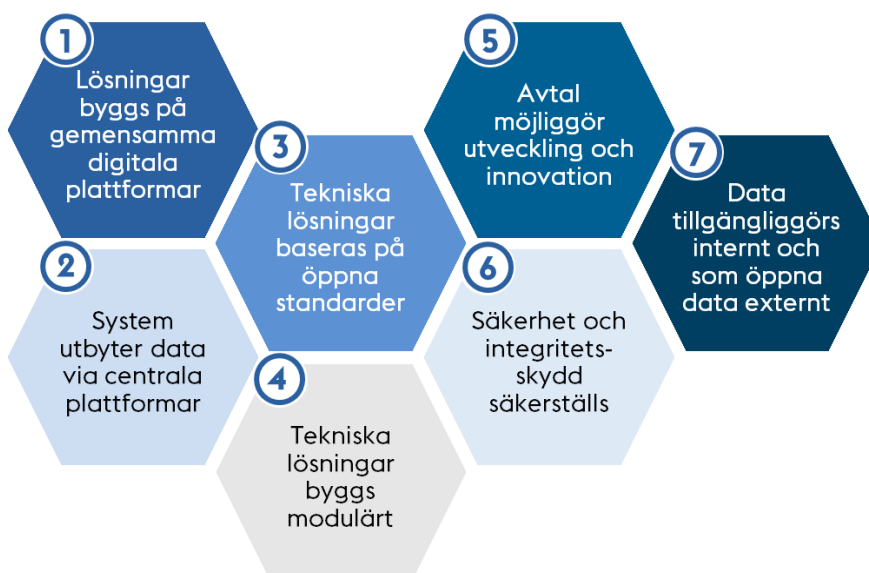 1
Lösningar
byggs på
gemensamma
digitala
plattformar
2
System
utbyter data
via centrala
plattformar
3
Tekniska
lösningar
baseras på
öppna
standarder
4
Tekniska
lösningar
byggs
modulärt
5
Avtal
möjliggör
utveckling och
innovation
6
Säkerhet och
integritets-
skydd
säkerställs
7
Data
tillgängliggörs
internt och
som öppna
data externt